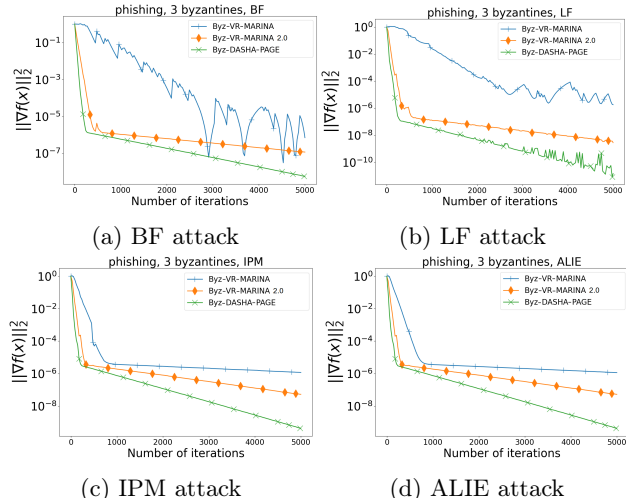 phishing, 3 byzantines, BF
Byz-VR-MARINA
Byz-VR-MARINA 2.0
Byz-DASHA-PAGE
||∇f(x)||₂²
10⁻¹
10⁻³
10⁻⁵
10⁻⁷
0 1000 2000 3000 4000 5000
Number of iterations
(a) BF attack
phishing, 3 byzantines, LF
Byz-VR-MARINA
Byz-VR-MARINA 2.0
Byz-DASHA-PAGE
||∇f(x)||₂²
10⁰
10⁻²
10⁻⁴
10⁻⁶
10⁻⁸
10⁻¹⁰
0 1000 2000 3000 4000 5000
Number of iterations
(b) LF attack
phishing, 3 byzantines, IPM
Byz-VR-MARINA
Byz-VR-MARINA 2.0
Byz-DASHA-PAGE
||∇f(x)||₂²
10⁰
10⁻²
10⁻⁴
10⁻⁶
10⁻⁸
0 1000 2000 3000 4000 5000
Number of iterations
(c) IPM attack
phishing, 3 byzantines, ALIE
Byz-VR-MARINA
Byz-VR-MARINA 2.0
Byz-DASHA-PAGE
||∇f(x)||₂²
10⁰
10⁻²
10⁻⁴
10⁻⁶
10⁻⁸
0 1000 2000 3000 4000 5000
Number of iterations
(d) ALIE attack